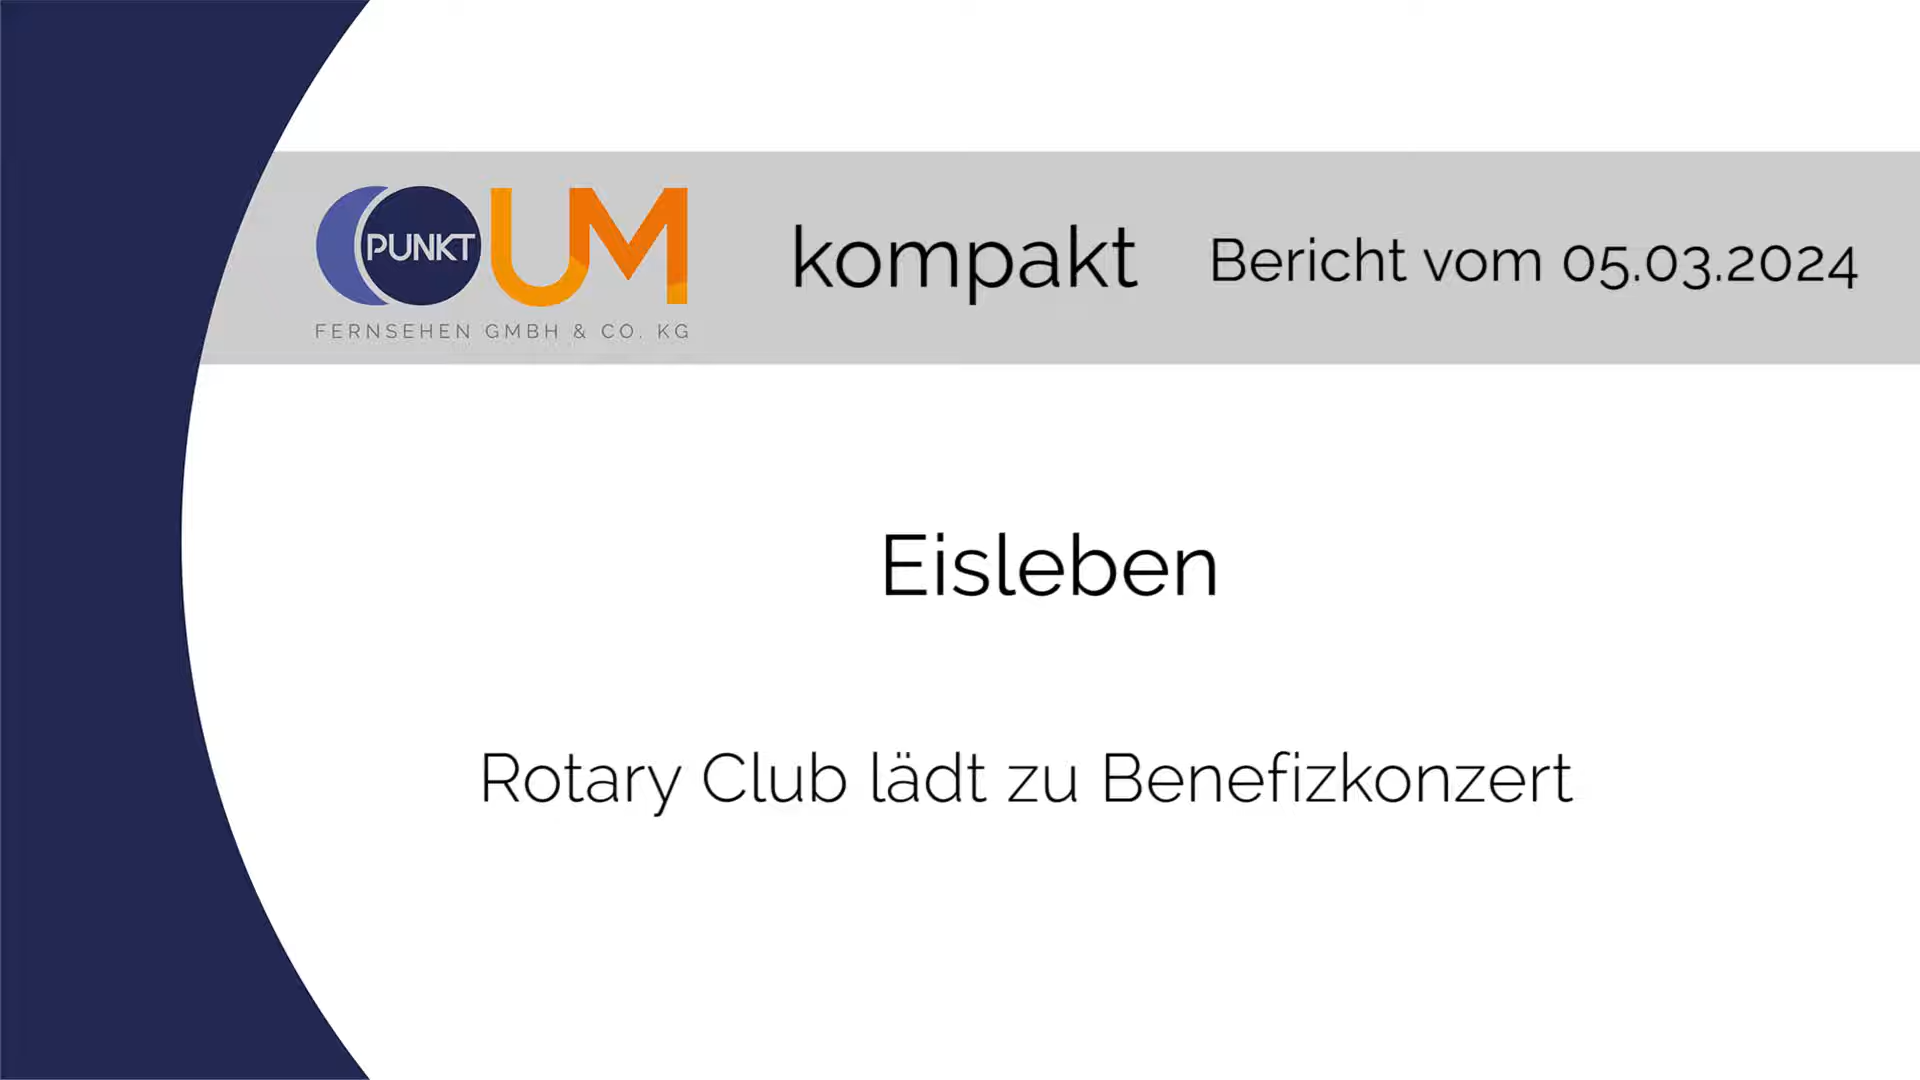 PUNKT UM
FERNSEHEN GMBH & CO. KG
kompakt
Bericht vom 05.03.2024
Eisleben
Rotary Club lädt zu Benefizkonzert